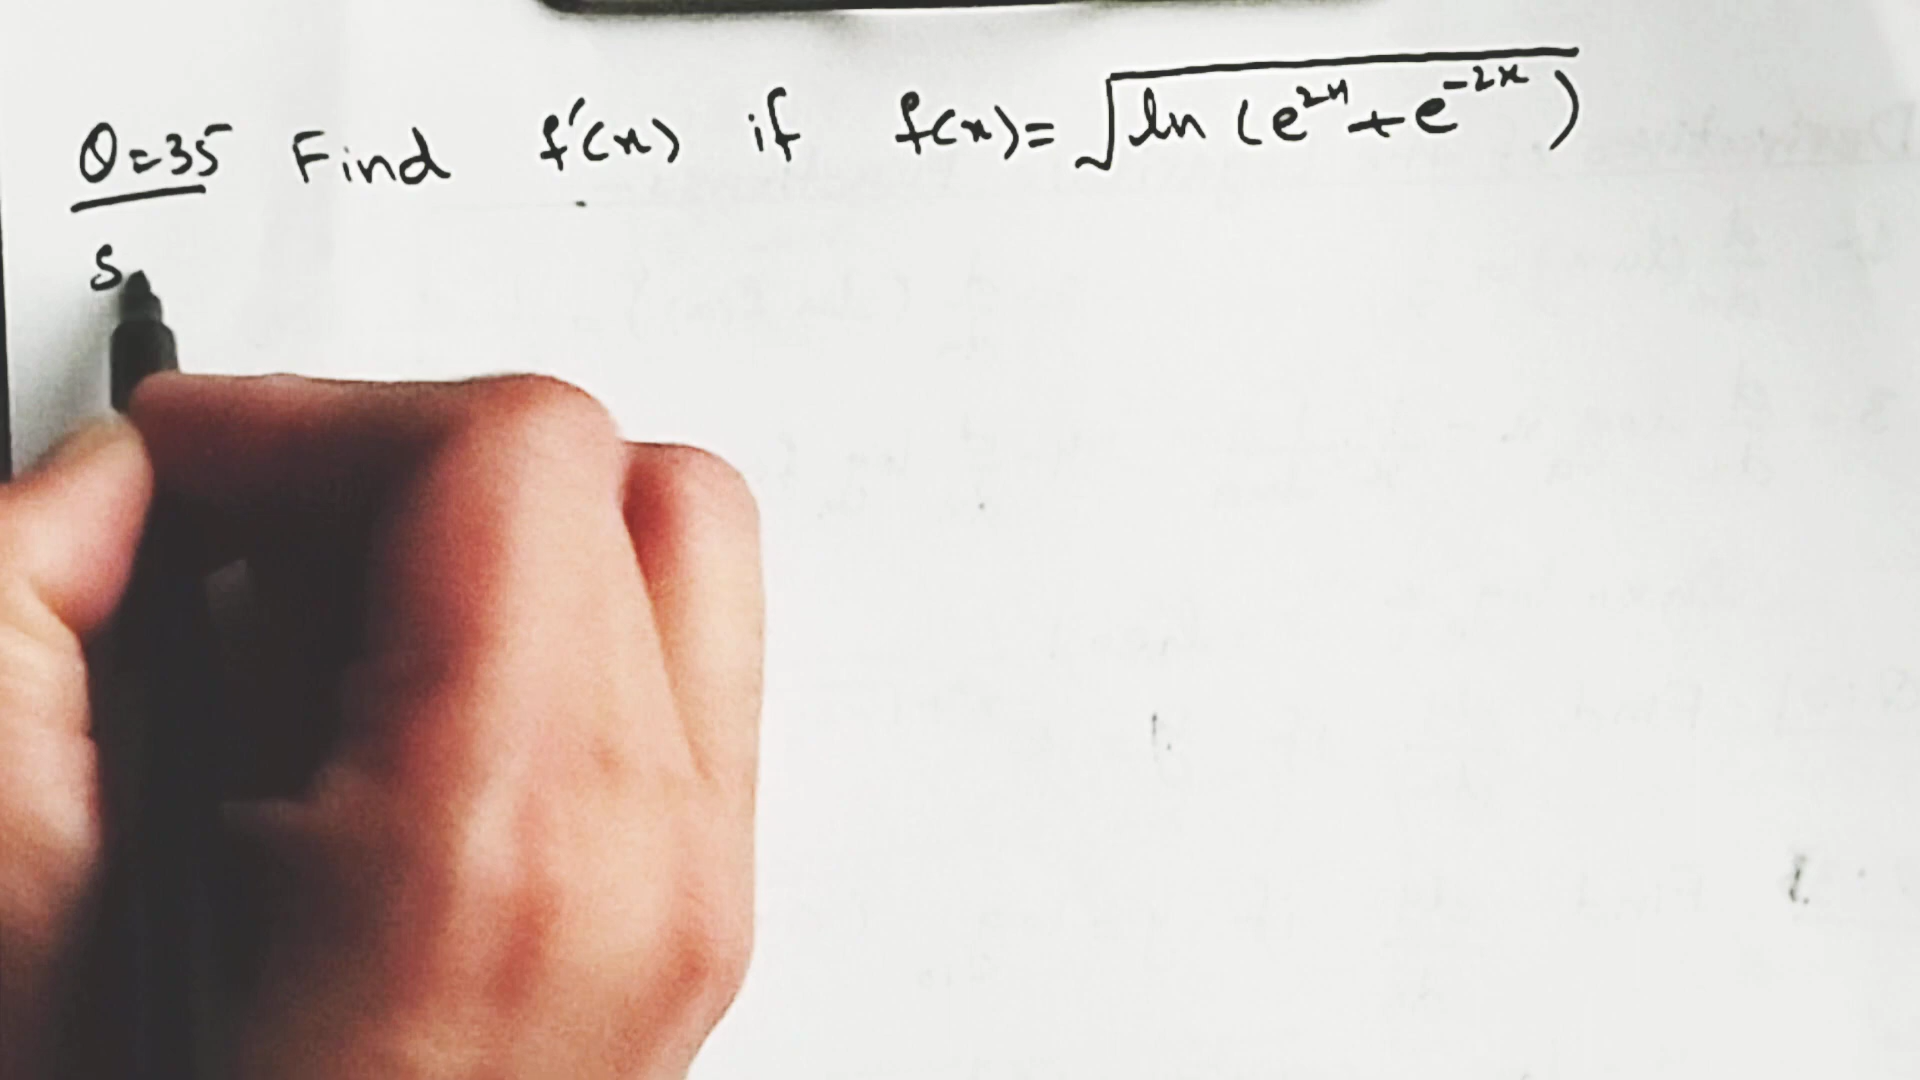 Q=35 Find f'(x) if f(x)=√ln (e^2x+e^-2x)
S